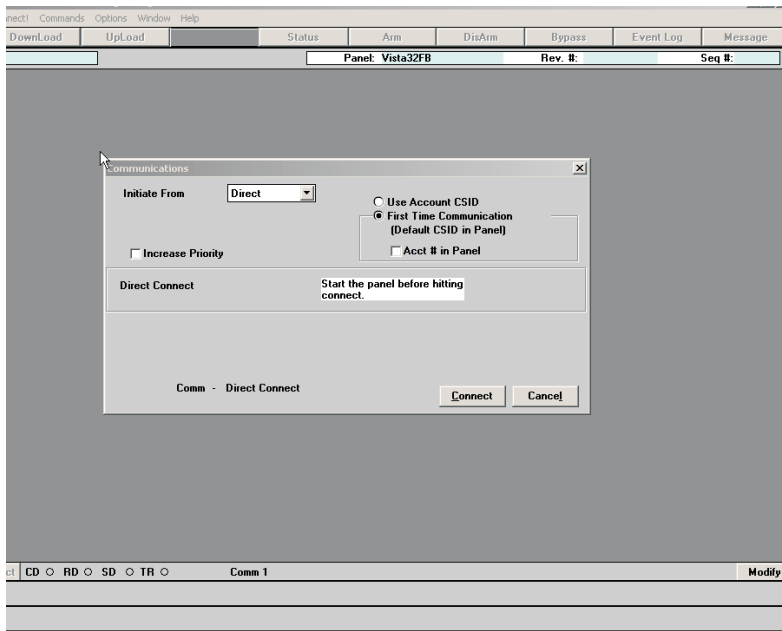 nnect! Commands Options Window Help
DownLoad UpLoad Status Arm DisArm Bypass Event Log Message
Panel: Vista32FB Rev. #: Seq #:
Communications
Initiate From Direct
Use Account CSID
First Time Communication
(Default CSID in Panel)
Increase Priority
Acct # in Panel
Direct Connect
Start the panel before hitting
connect.
Comm - Direct Connect
Connect Cancel
ct CD RD SD TR Comm 1 Modify